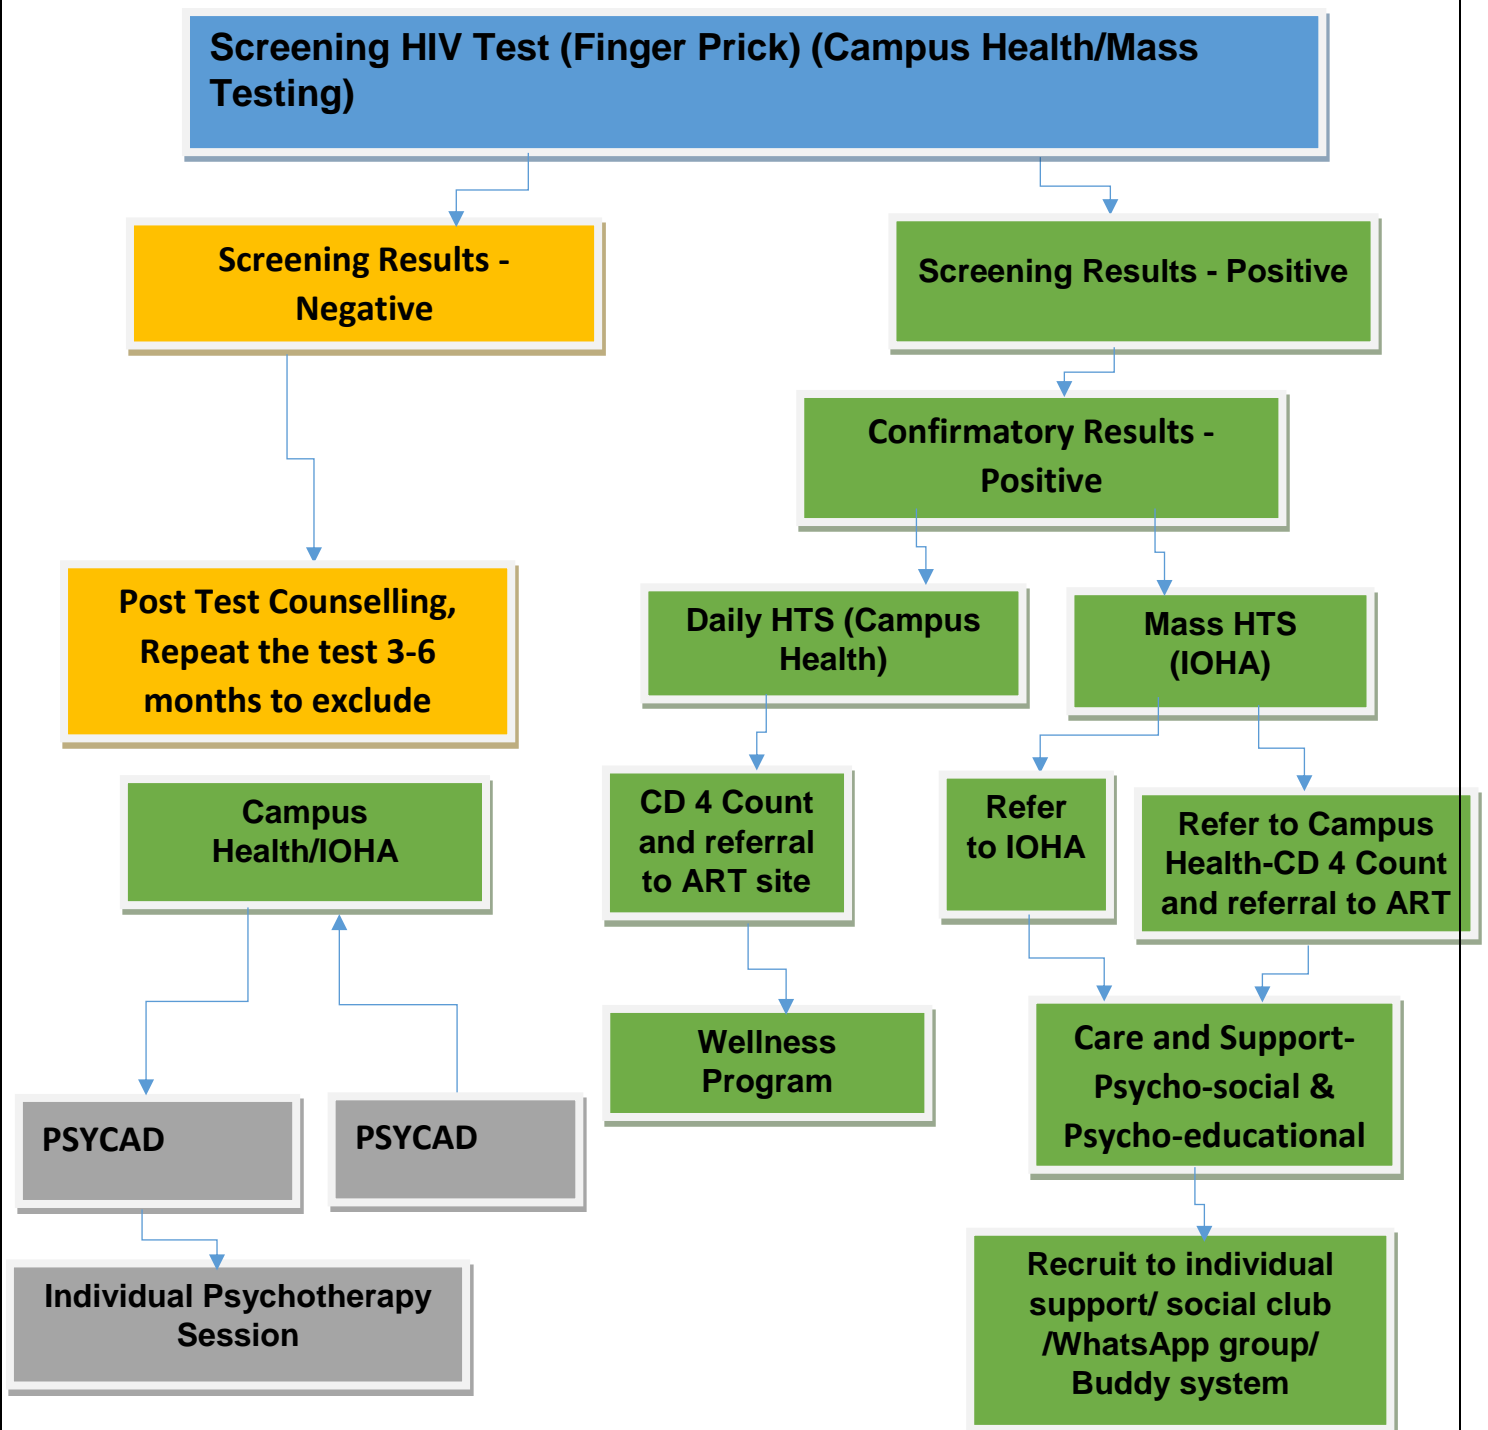 Screening HIV Test (Finger Prick) (Campus Health/Mass
Testing)
Screening Results -
Negative
Screening Results - Positive
Confirmatory Results -
Positive
Post Test Counselling,
Repeat the test 3-6
months to exclude
Daily HTS (Campus
Health)
Mass HTS
(IOHA)
Campus
Health/IOHA
CD 4 Count
and referral
to ART site
Refer
to IOHA
Refer to Campus
Health-CD 4 Count
and referral to ART
Wellness
Program
Care and Support-
Psycho-social &
Psycho-educational
PSYCAD
PSYCAD
Individual Psychotherapy
Session
Recruit to individual
support/ social club
/WhatsApp group/
Buddy system